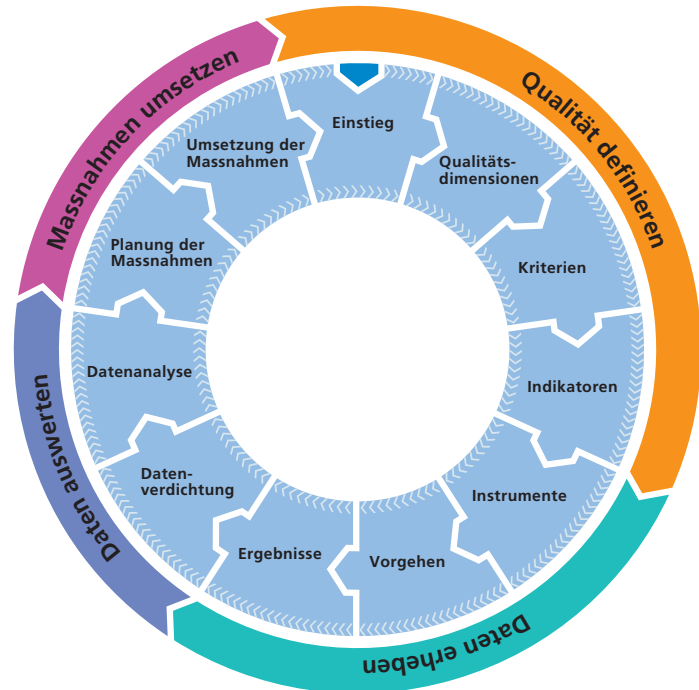 Qualität definieren
Daten erheben
Daten auswerten
Massnahmen umsetzen
Einstieg
Qualitäts-
dimensionen
Kriterien
Indikatoren
Instrumente
Vorgehen
Ergebnisse
Daten-
verdichtung
Datenanalyse
Planung der
Massnahmen
Umsetzung der
Massnahmen